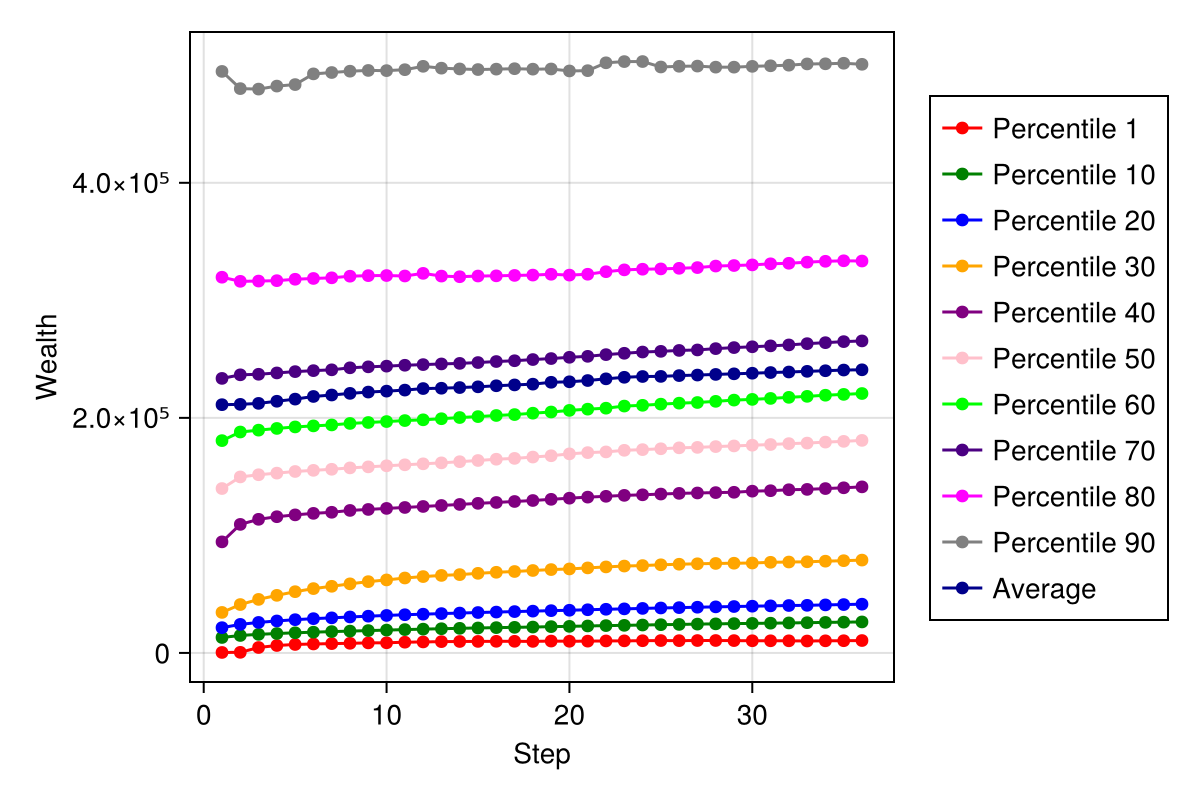 Wealth
4.0×10⁵
2.0×10⁵
0
0 10 20 30
Step
Percentile 1
Percentile 10
Percentile 20
Percentile 30
Percentile 40
Percentile 50
Percentile 60
Percentile 70
Percentile 80
Percentile 90
Average